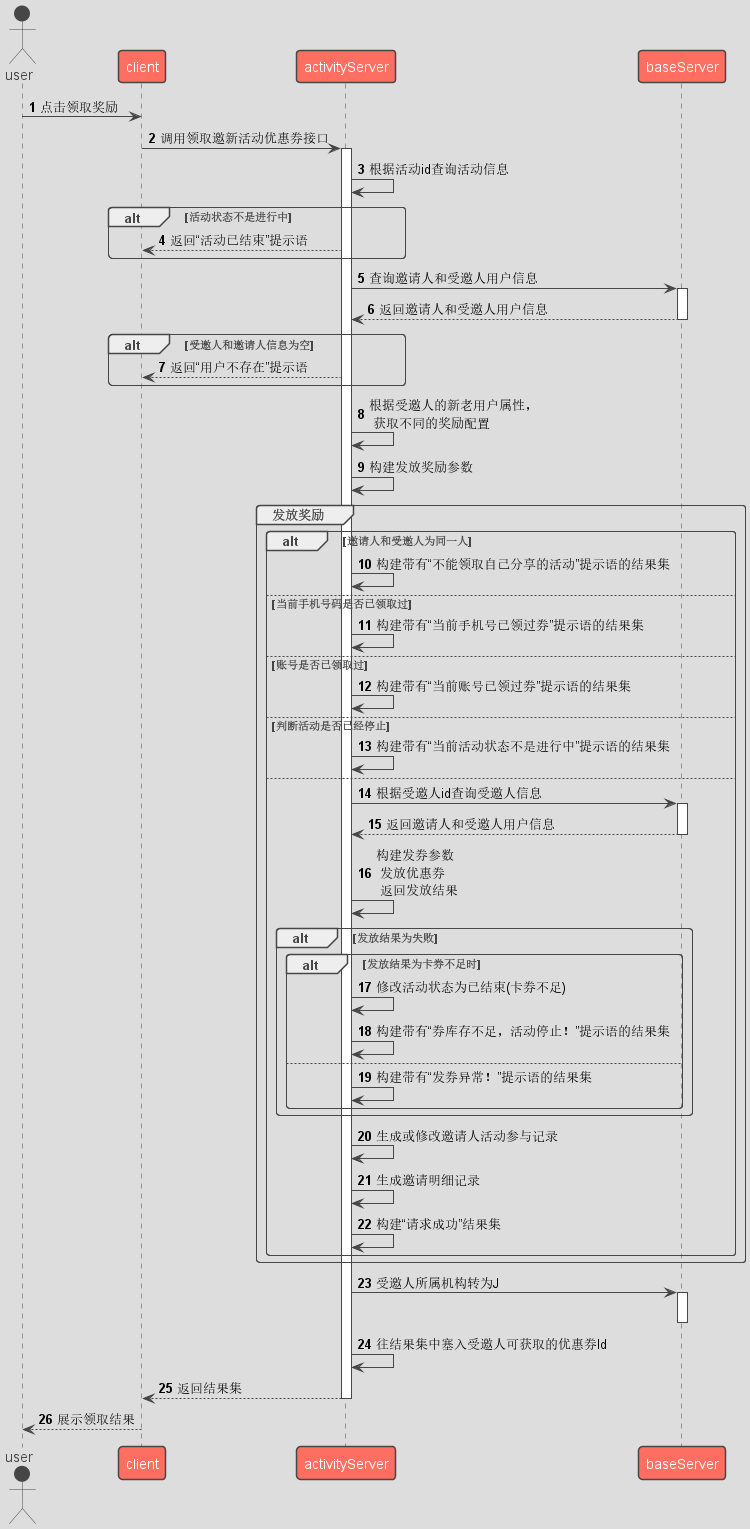 user
client
activityServer
baseServer
1 点击领取奖励
2 调用领取邀新活动优惠券接口
3 根据活动id查询活动信息
alt [活动状态不是进行中]
4 返回“活动已结束”提示语
5 查询邀请人和受邀人用户信息
6 返回邀请人和受邀人用户信息
alt [受邀人和邀请人信息为空]
7 返回“用户不存在”提示语
8 根据受邀人的新老用户属性,
获取不同的奖励配置
9 构建发放奖励参数
发放奖励
alt [邀请人和受邀人为同一人]
10 构建带有“不能领取自己分享的活动”提示语的结果集
[当前手机号码是否已领取过]
11 构建带有“当前手机号已领过券”提示语的结果集
[账号是否已领取过]
12 构建带有“当前账号已领过券”提示语的结果集
[判断活动是否已经停止]
13 构建带有“当前活动状态不是进行中”提示语的结果集
14 根据受邀人id查询受邀人信息
15 返回邀请人和受邀人用户信息
构建发券参数
16 发放优惠券
返回发放结果
alt [发放结果为失败]
alt [发放结果为卡券不足时]
17 修改活动状态为已结束(卡券不足)
18 构建带有“券库存不足，活动停止！”提示语的结果集
19 构建带有“发券异常！”提示语的结果集
20 生成或修改邀请人活动参与记录
21 生成邀请明细记录
22 构建“请求成功”结果集
23 受邀人所属机构转为J
24 往结果集中塞入受邀人可获取的优惠券Id
25 返回结果集
26 展示领取结果
user
client
activityServer
baseServer